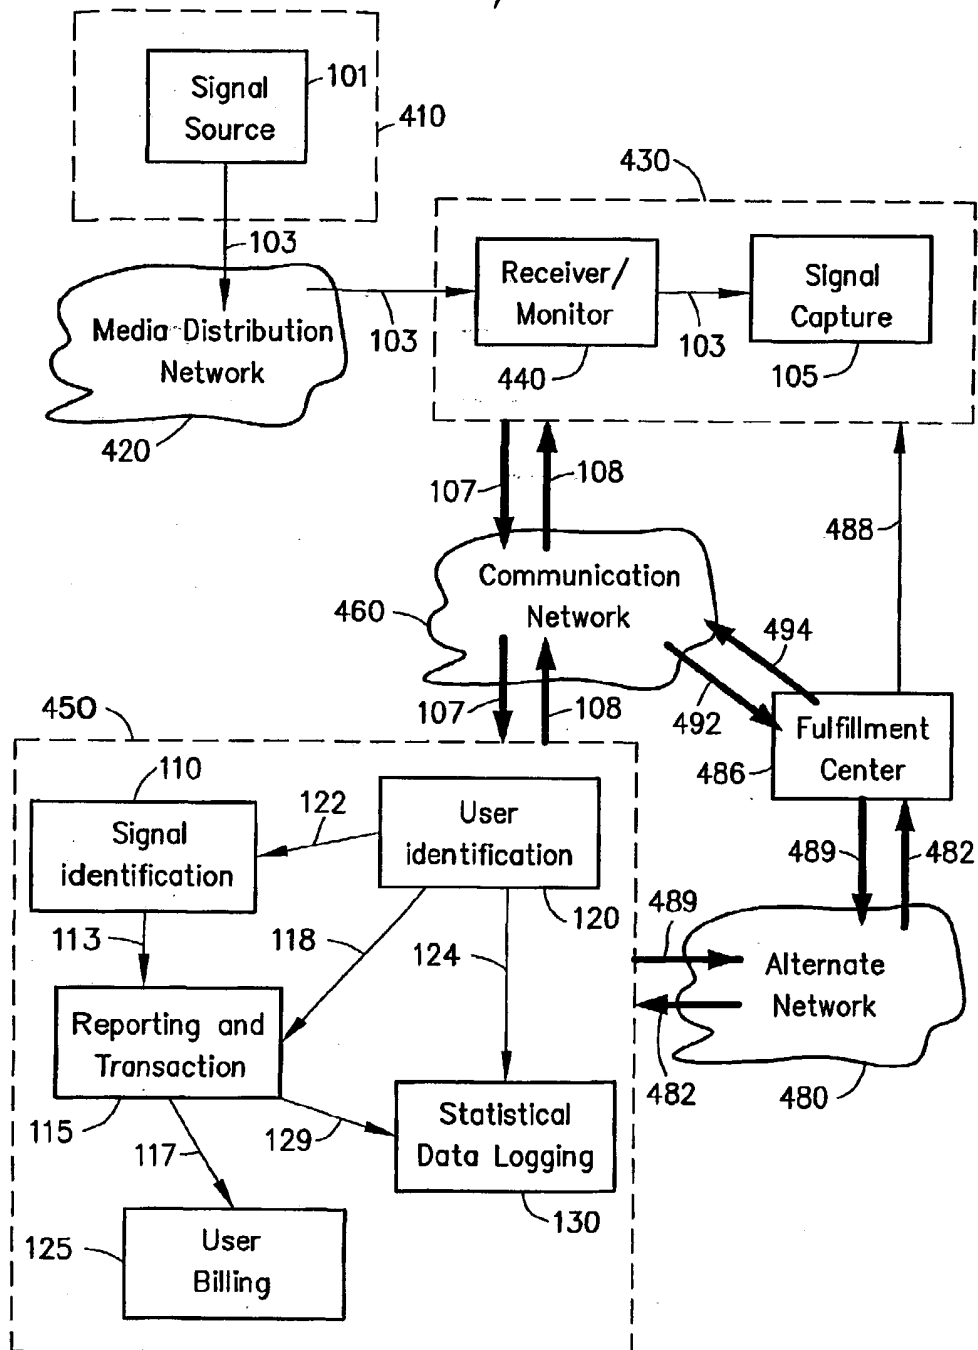 Signal
Source
101
410
103
Media Distribution
Network
420
103
430
Receiver/
Monitor
440
103
Signal
Capture
105
107
108
488
Communication
Network
460
494
492
107
108
Fulfillment
Center
486
489
482
450
110
Signal
identification
122
User
identification
120
113
118
124
489
Alternate
Network
482
480
Reporting and
Transaction
115
117
129
Statistical
Data Logging
130
125
User
Billing